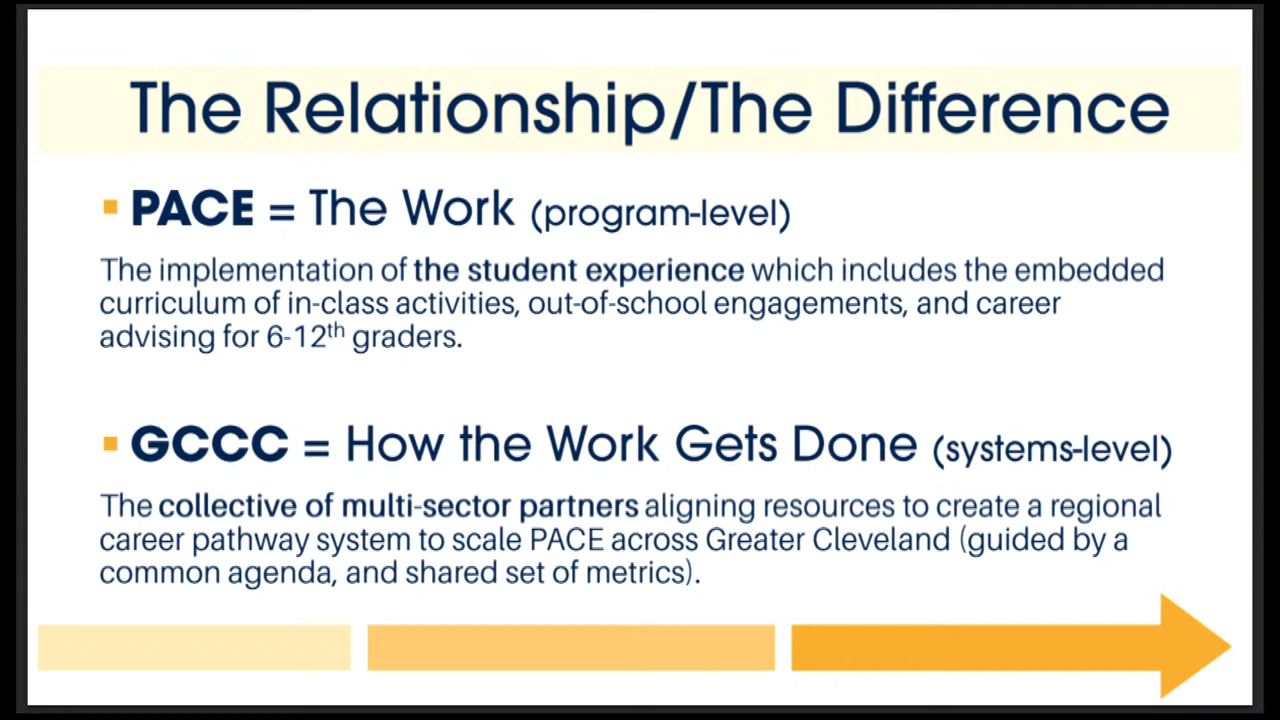 The Relationship/The Difference
▪ PACE = The Work (program-level)
The implementation of the student experience which includes the embedded
curriculum of in-class activities, out-of-school engagements, and career
advising for 6-12th graders.
▪ GCCC = How the Work Gets Done (systems-level)
The collective of multi-sector partners aligning resources to create a regional
career pathway system to scale PACE across Greater Cleveland (guided by a
common agenda, and shared set of metrics).